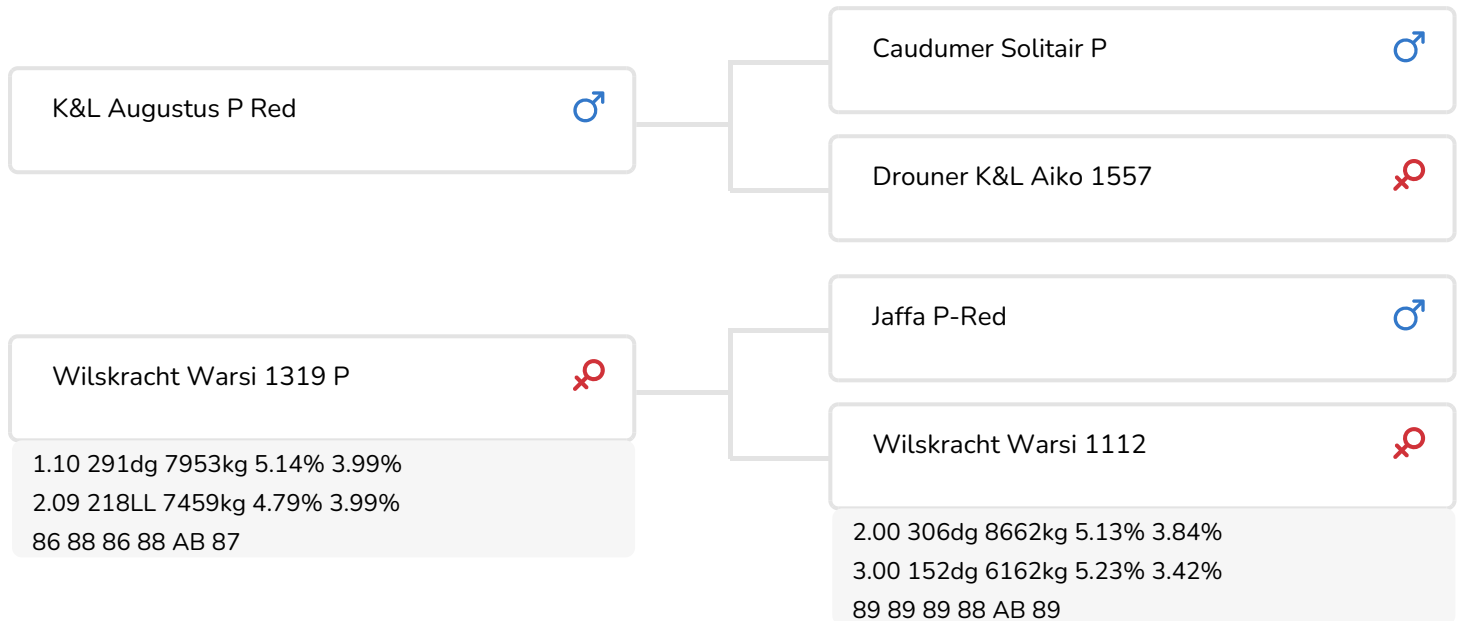 K&L Augustus P Red
Caudumer Solitair P
Drouner K&L Aiko 1557
Wilskracht Warsi 1319 P
1.10 291dg 7953kg 5.14% 3.99%
2.09 218LL 7459kg 4.79% 3.99%
86 88 86 88 AB 87
Jaffa P-Red
Wilskracht Warsi 1112
2.00 306dg 8662kg 5.13% 3.84%
3.00 152dg 6162kg 5.23% 3.42%
89 89 89 88 AB 89